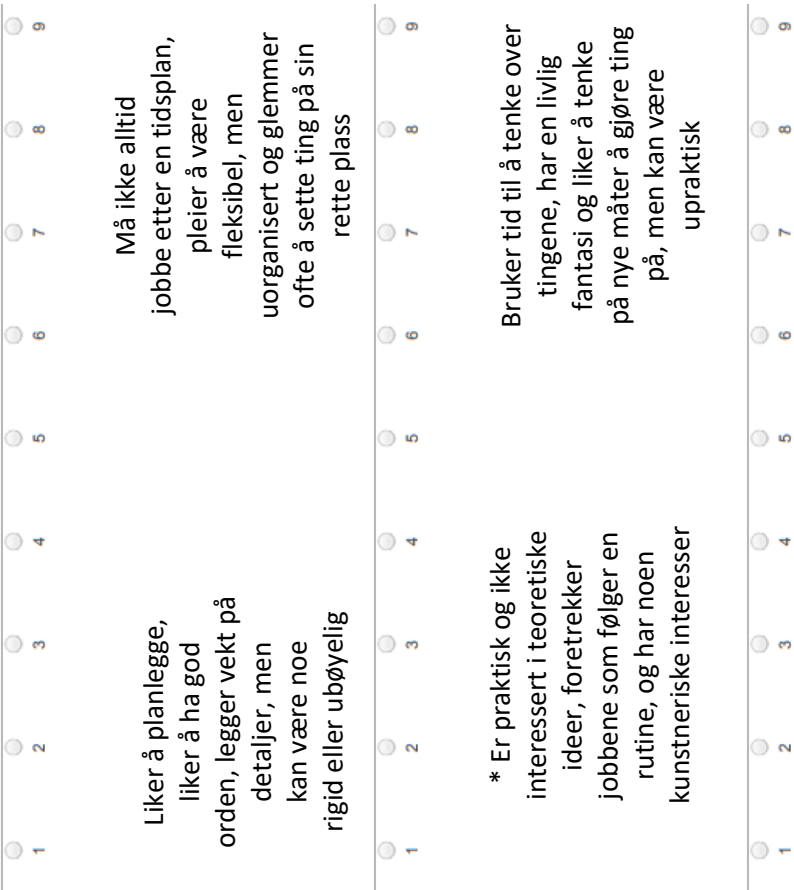 1 2 3 4 5 6 7 8 9
Liker å planlegge,
liker å ha god
orden, legger vekt på
detaljer, men
kan være noe
rigid eller ubøyelig
Må ikke alltid
jobbe etter en tidsplan,
pleier å være
fleksibel, men
uorganisert og glemmer
ofte å sette ting på sin
rette plass
1 2 3 4 5 6 7 8 9
* Er praktisk og ikke
interessert i teoretiske
ideer, foretrekker
jobbene som følger en
rutine, og har noen
kunstneriske interesser
Bruker tid til å tenke over
tingene, har en livlig
fantasi og liker å tenke
på nye måter å gjøre ting
på, men kan være
upraktisk
1 2 3 4 5 6 7 8 9